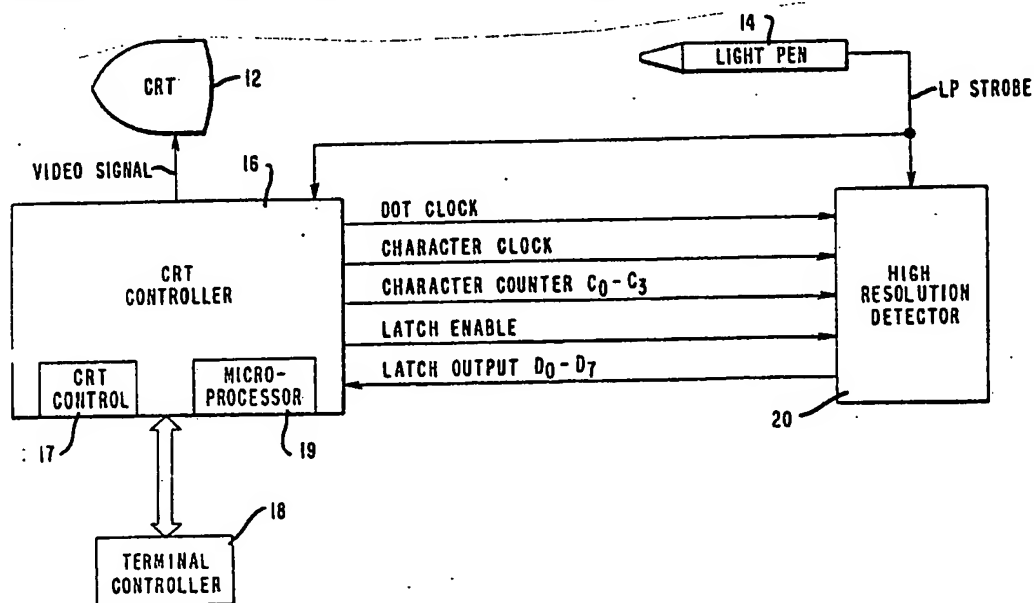 14
LIGHT PEN
LP STROBE
CRT
12
VIDEO SIGNAL
16
DOT CLOCK
CHARACTER CLOCK
CHARACTER COUNTER C0-C3
LATCH ENABLE
LATCH OUTPUT D0-D7
CRT
CONTROLLER
HIGH
RESOLUTION
DETECTOR
CRT
CONTROL
MICRO-
PROCESSOR
17
19
20
18
TERMINAL
CONTROLLER